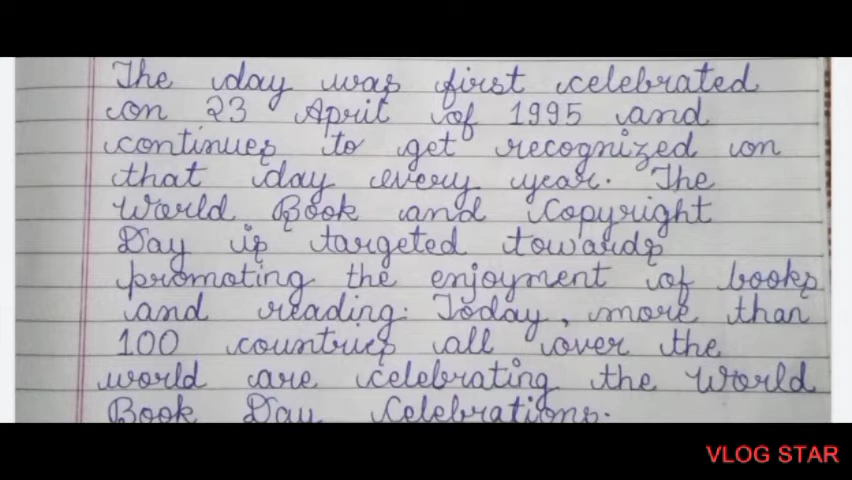 The day was first celebrated
on 23 April of 1995 and
continues to get recognized on
that day every year. The
World Book and Copyright
Day is targeted towards
promoting the enjoyment of books
and reading. Today, more than
100 countries all over the
world are celebrating the World
Book Day Celebrations.
VLOG STAR